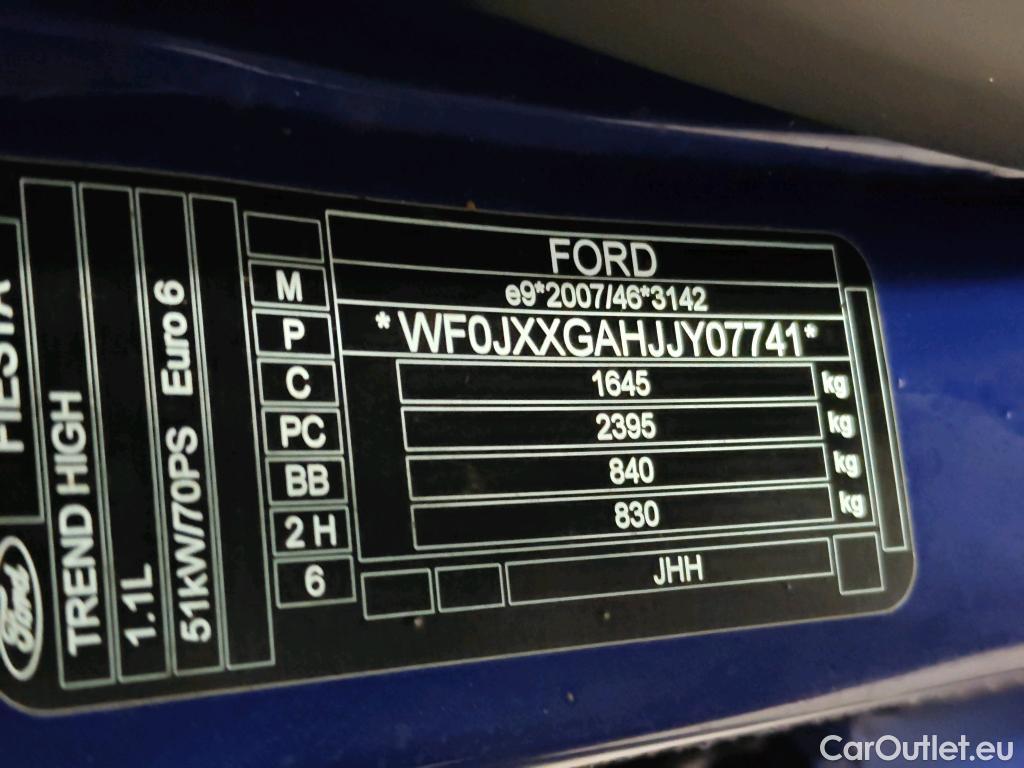 FIESTA
Ford
TREND HIGH
1.1L
51kW/70PS Euro 6
M
P
C
PC
BB
2 H
6
FORD
e9*2007/46*3142
*WF0JXXGAHJJY07741*
1645 kg
2395 kg
840 kg
830 kg
JHH
CarOutlet.eu